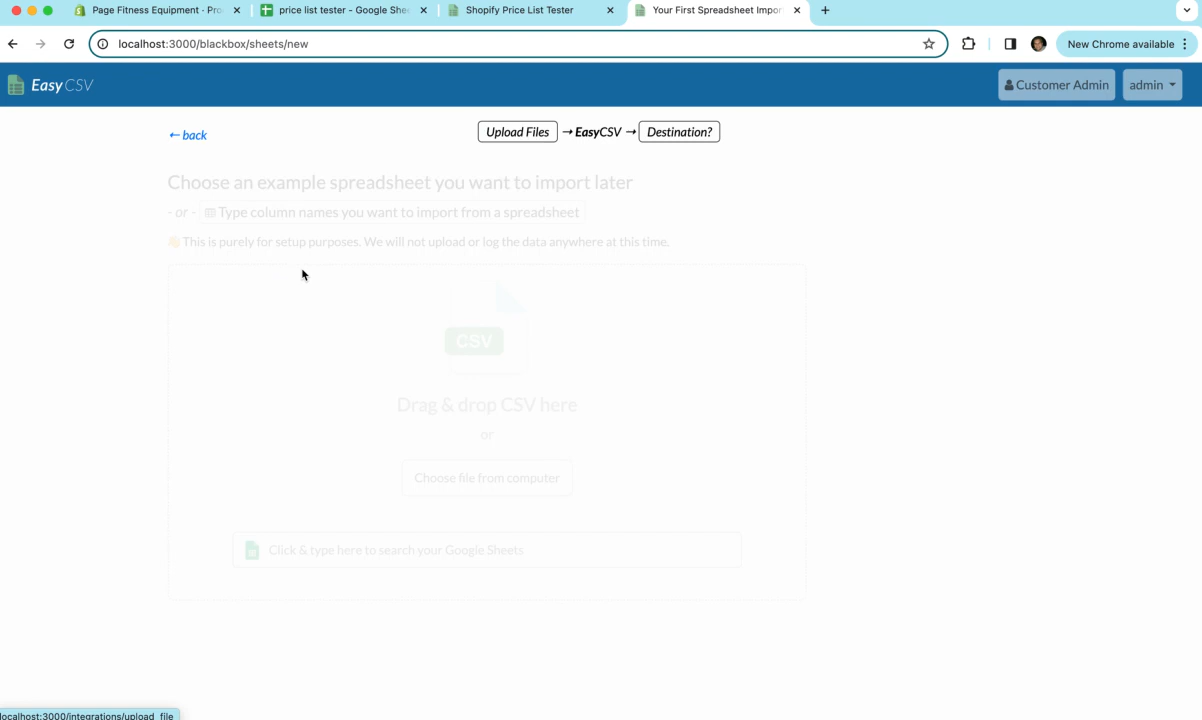 Page Fitness Equipment · Pro
price list tester - Google She
Shopify Price List Tester
Your First Spreadsheet Impor
localhost:3000/blackbox/sheets/new
New Chrome available
EasyCSV
Customer Admin
admin
← back
Upload Files → EasyCSV → Destination?
Choose an example spreadsheet you want to import later
- or - Type column names you want to import from a spreadsheet
👋 This is purely for setup purposes. We will not upload or log the data anywhere at this time.
CSV
Drag & drop CSV here
or
Choose file from computer
Click & type here to search your Google Sheets
localhost:3000/integrations/upload_file